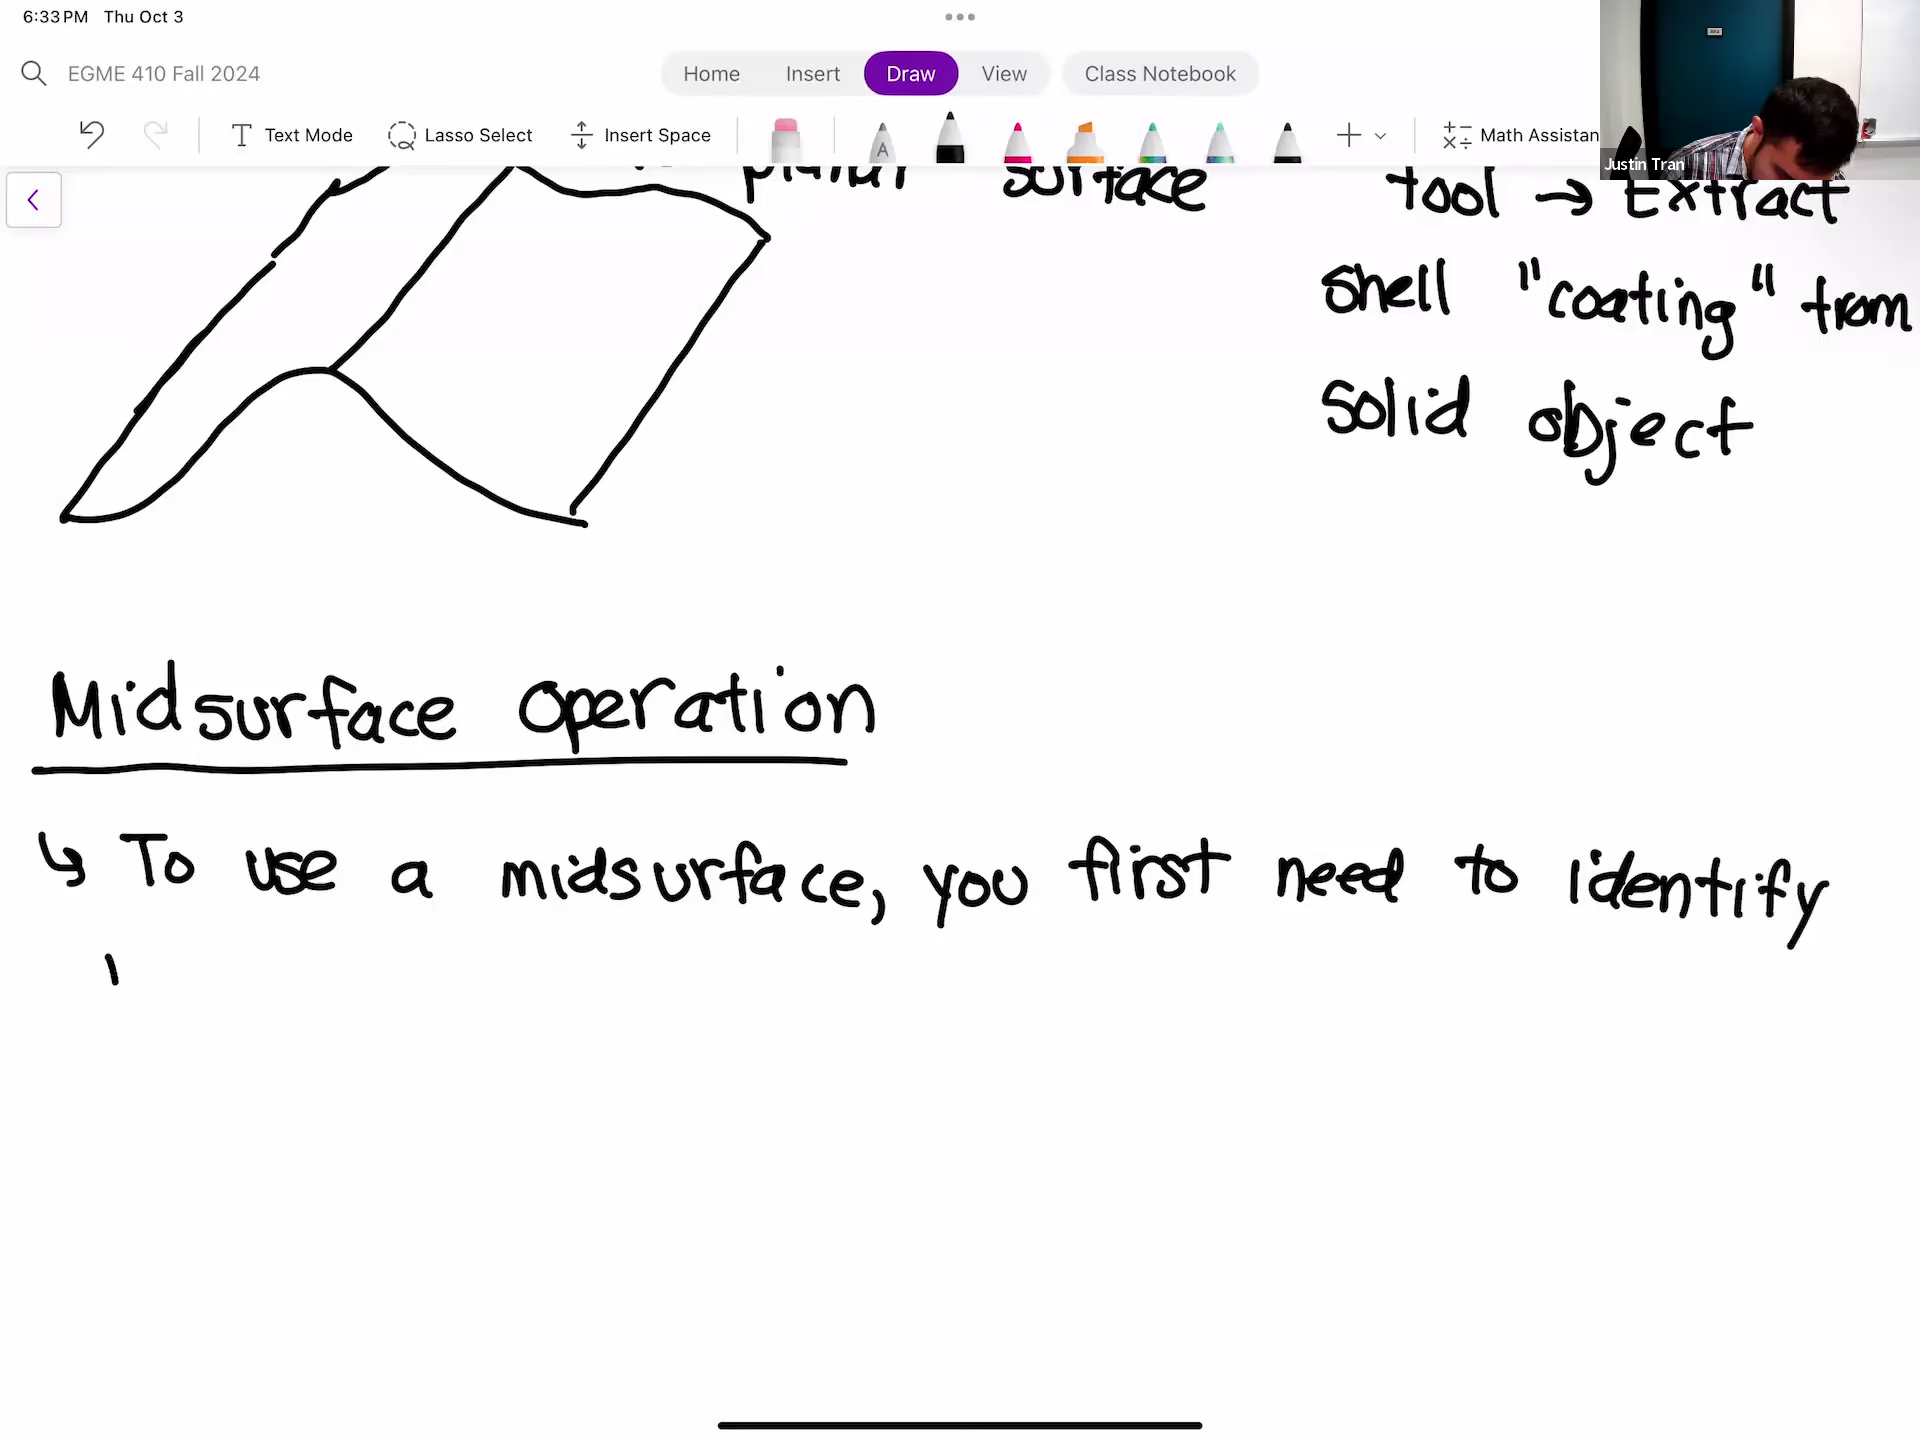 6:33 PM Thu Oct 3
EGME 410 Fall 2024
Home Insert Draw View Class Notebook
Text Mode Lasso Select Insert Space A Math Assistan
Justin Tran
planar surface
tool → Extract
shell "coating" from
solid object
Midsurface operation
↳ To use a midsurface, you first need to identify